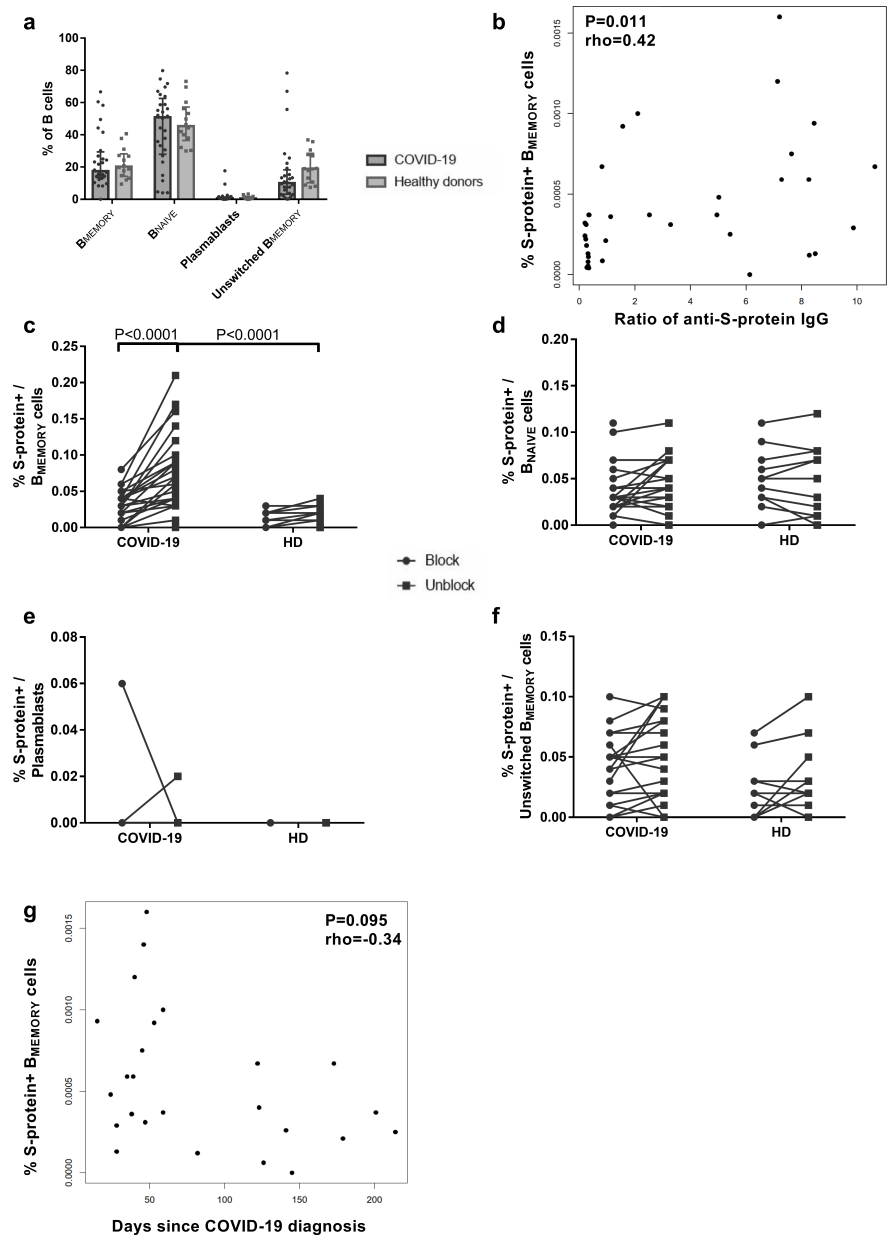 a
100
80
60
40
20
0
% of B cells
BMEMORY
BNAIVE
Plasmablasts
Unswitched BMEMORY
COVID-19
Healthy donors
b
P=0.011
rho=0.42
0.0015
0.0010
0.0005
0.0000
% S-protein+ BMEMORY cells
0 2 4 6 8 10
Ratio of anti-S-protein IgG
c
P<0.0001 P<0.0001
0.25
0.20
0.15
0.10
0.05
0.00
% S-protein+ /
BMEMORY cells
COVID-19 HD
d
0.20
0.15
0.10
0.05
0.00
% S-protein+ /
BNAIVE cells
COVID-19 HD
Block
Unblock
e
0.08
0.06
0.04
0.02
0.00
% S-protein+ /
Plasmablasts
COVID-19 HD
f
0.15
0.10
0.05
0.00
% S-protein+ /
Unswitched BMEMORY cells
COVID-19 HD
g
P=0.095
rho=-0.34
0.0015
0.0010
0.0005
0.0000
% S-protein+ BMEMORY cells
50 100 150 200
Days since COVID-19 diagnosis